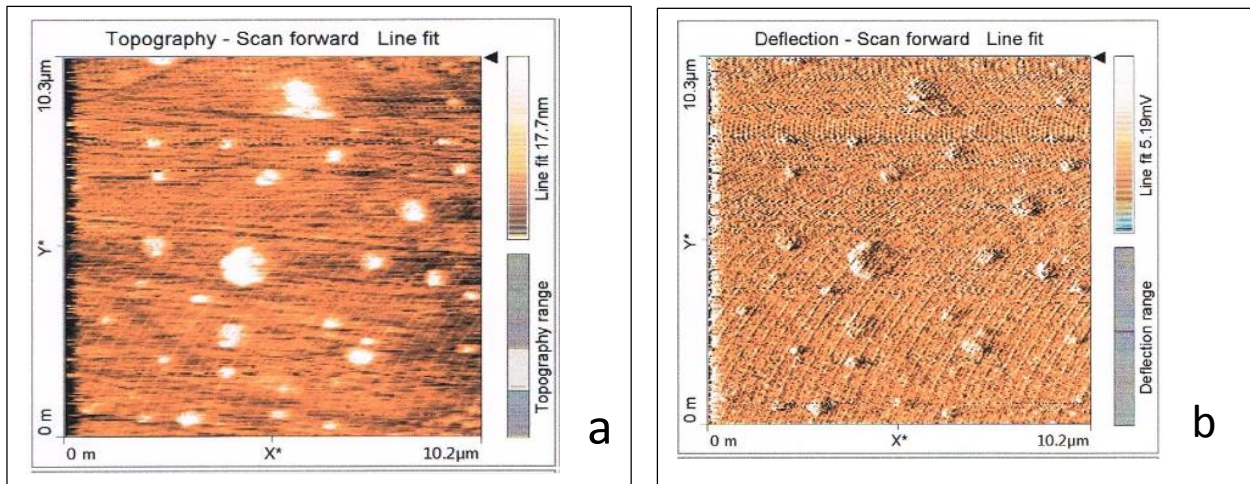 Topography - Scan forward Line fit
10.3µm
Y*
0 m
0 m
X*
10.2µm
Line fit 17.7nm
Topography range
a
Deflection - Scan forward Line fit
10.3µm
Y*
0 m
0 m
X*
10.2µm
Line fit 5.19mV
Deflection range
b